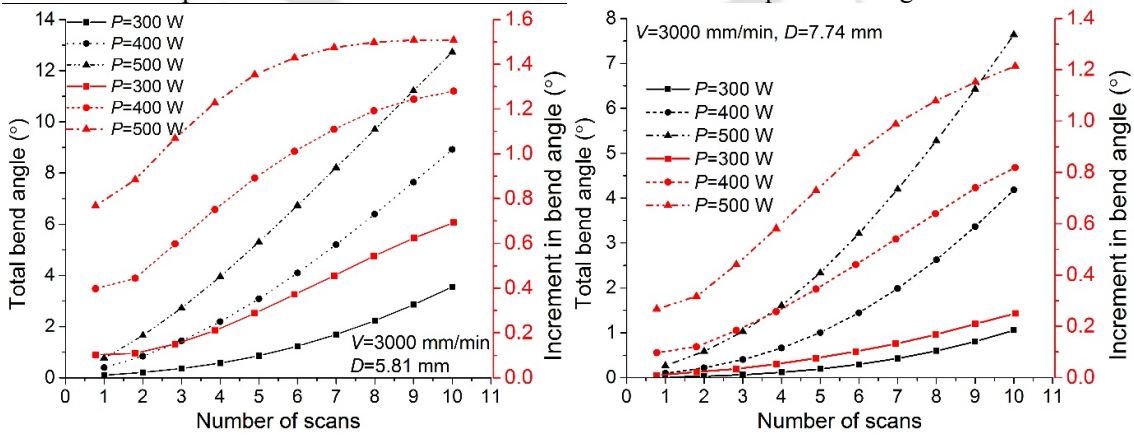 14
12
10
8
6
4
2
0
Total bend angle (°)
P=300 W
P=400 W
P=500 W
P=300 W
P=400 W
P=500 W
V=3000 mm/min
D=5.81 mm
1.6
1.4
1.2
1.0
0.8
0.6
0.4
0.2
0.0
Increment in bend angle (°)
0 1 2 3 4 5 6 7 8 9 10 11
Number of scans
8
7
6
5
4
3
2
1
0
Total bend angle (°)
V=3000 mm/min, D=7.74 mm
P=300 W
P=400 W
P=500 W
P=300 W
P=400 W
P=500 W
1.4
1.2
1.0
0.8
0.6
0.4
0.2
0.0
Increment in bend angle (°)
0 1 2 3 4 5 6 7 8 9 10 11
Number of scans